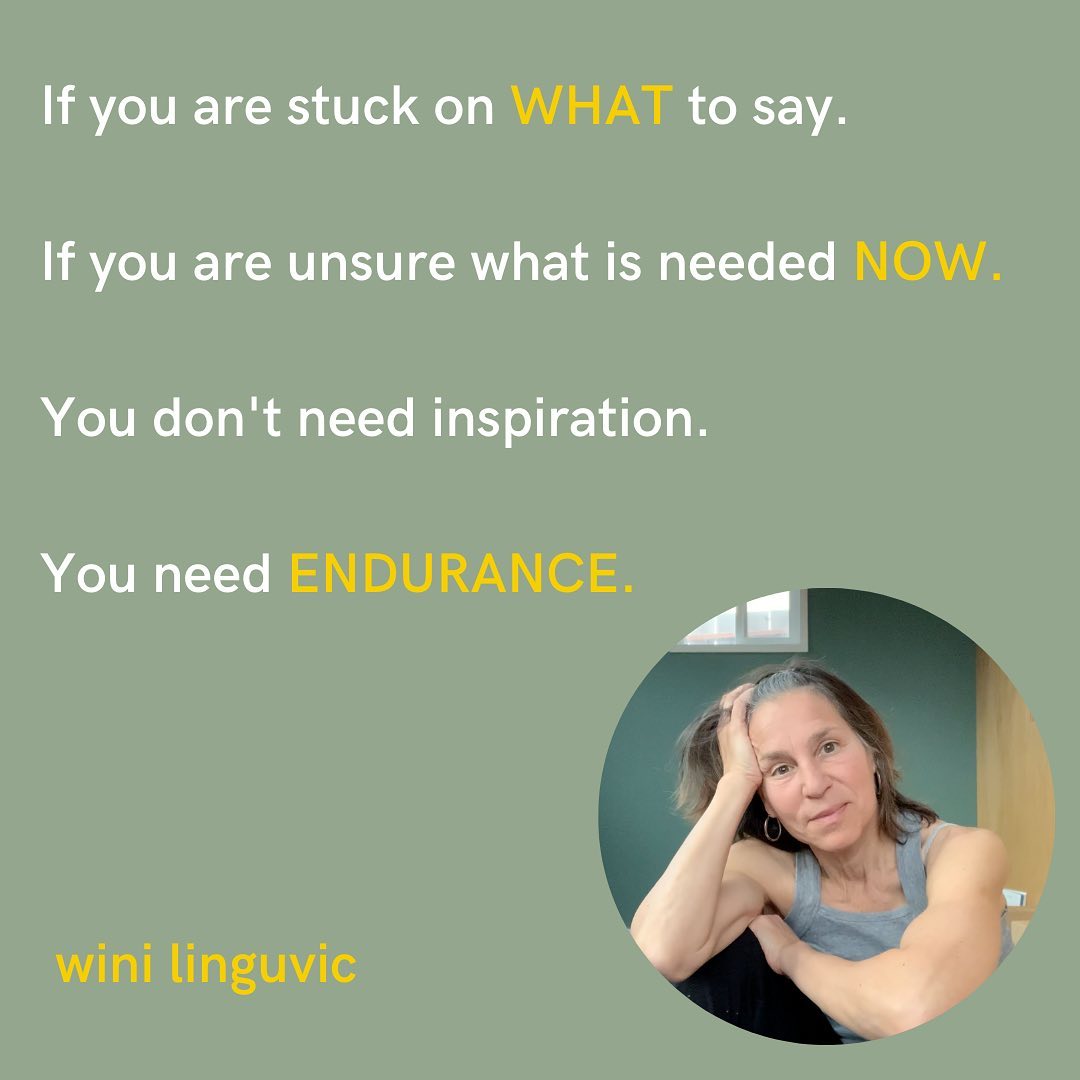 If you are stuck on WHAT to say.
If you are unsure what is needed NOW.
You don't need inspiration.
You need ENDURANCE.
wini linguvic